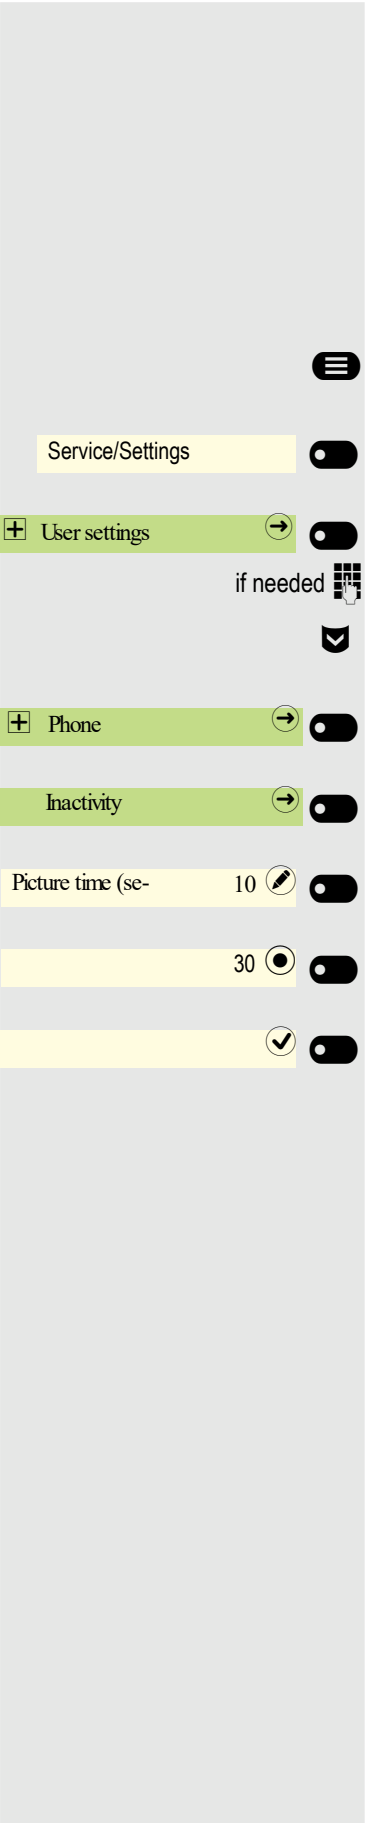 Service/Settings
User settings
if needed
Phone
Inactivity
Picture time (se- 10
30